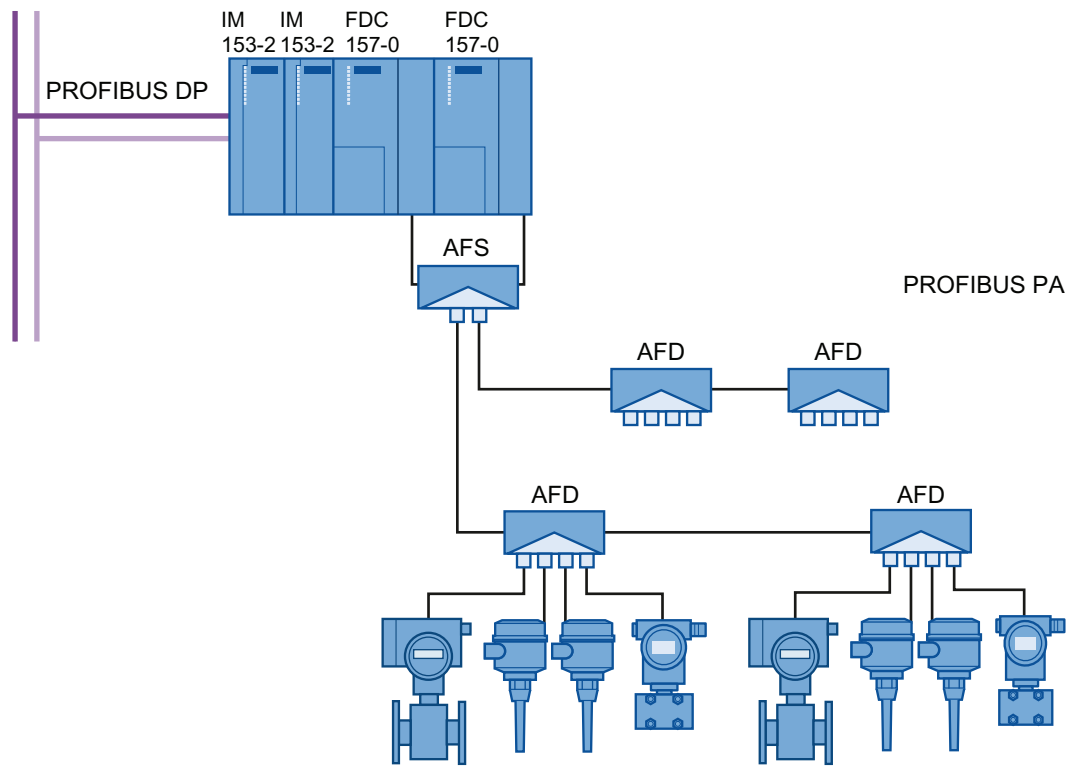 IM IM FDC FDC
153-2 153-2 157-0 157-0
PROFIBUS DP
AFS
PROFIBUS PA
AFD AFD
AFD AFD